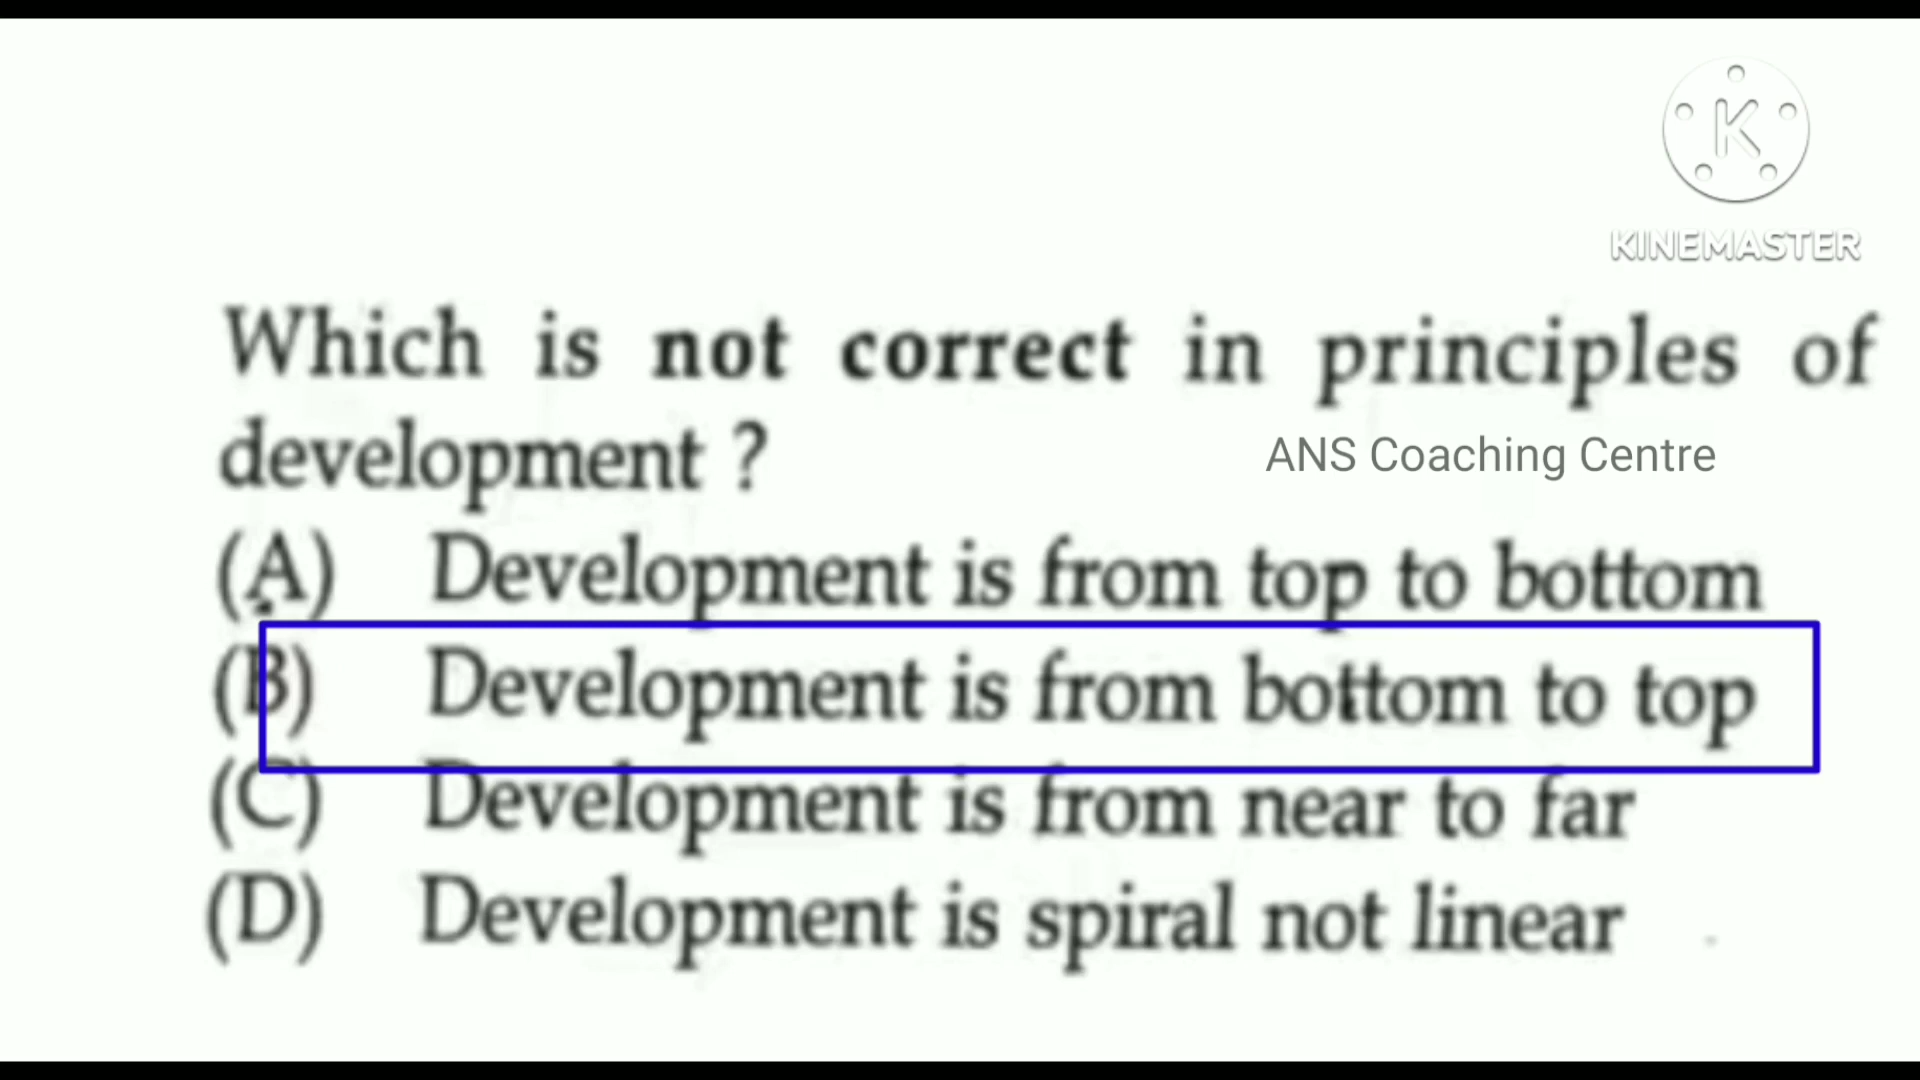 K
KINEMASTER
Which is not correct in principles of
development ?
ANS Coaching Centre
(A) Development is from top to bottom
(B) Development is from bottom to top
(C) Development is from near to far
(D) Development is spiral not linear